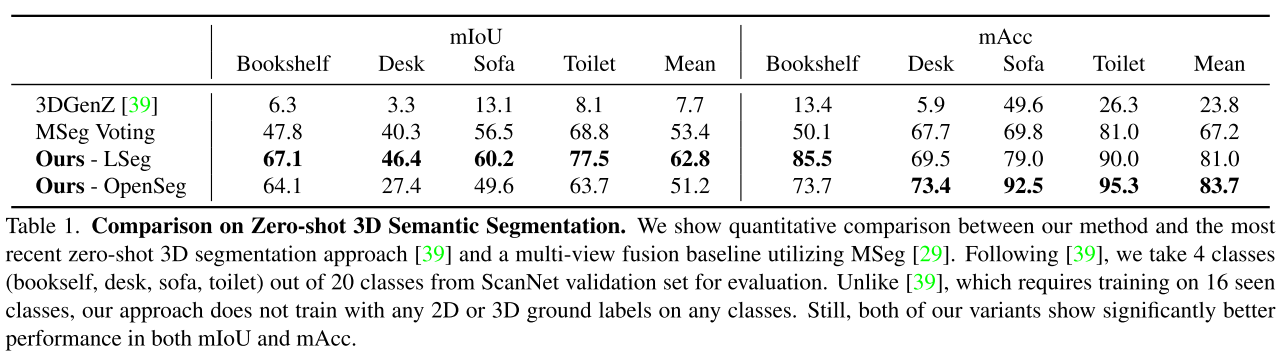 mIoU mAcc
Bookshelf Desk Sofa Toilet Mean Bookshelf Desk Sofa Toilet Mean
3DGenZ [39] 6.3 3.3 13.1 8.1 7.7 13.4 5.9 49.6 26.3 23.8
MSeg Voting 47.8 40.3 56.5 68.8 53.4 50.1 67.7 69.8 81.0 67.2
Ours - LSeg 67.1 46.4 60.2 77.5 62.8 85.5 69.5 79.0 90.0 81.0
Ours - OpenSeg 64.1 27.4 49.6 63.7 51.2 73.7 73.4 92.5 95.3 83.7
Table 1. Comparison on Zero-shot 3D Semantic Segmentation. We show quantitative comparison between our method and the most
recent zero-shot 3D segmentation approach [39] and a multi-view fusion baseline utilizing MSeg [29]. Following [39], we take 4 classes
(bookself, desk, sofa, toilet) out of 20 classes from ScanNet validation set for evaluation. Unlike [39], which requires training on 16 seen
classes, our approach does not train with any 2D or 3D ground labels on any classes. Still, both of our variants show significantly better
performance in both mIoU and mAcc.